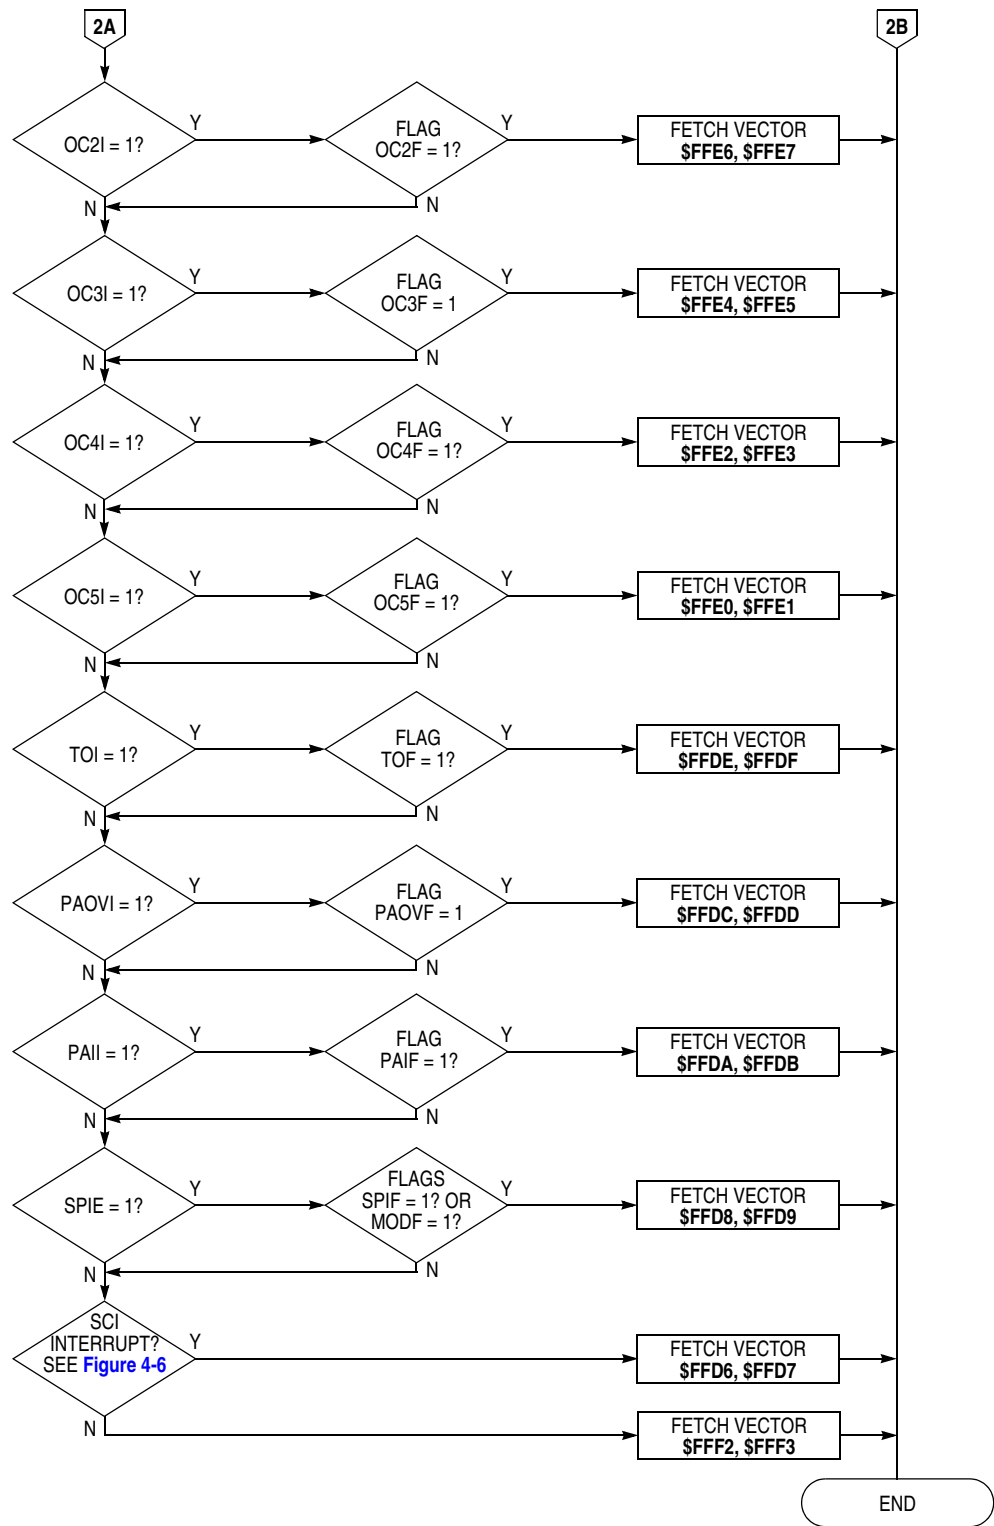 2A
2B
OC2I = 1?
Y
FLAG
OC2F = 1?
Y
FETCH VECTOR
$FFE6, $FFE7
N
N
OC3I = 1?
Y
FLAG
OC3F = 1
Y
FETCH VECTOR
$FFE4, $FFE5
N
N
OC4I = 1?
Y
FLAG
OC4F = 1?
Y
FETCH VECTOR
$FFE2, $FFE3
N
N
OC5I = 1?
Y
FLAG
OC5F = 1?
Y
FETCH VECTOR
$FFE0, $FFE1
N
N
TOI = 1?
Y
FLAG
TOF = 1?
Y
FETCH VECTOR
$FFDE, $FFDF
N
N
PAOVI = 1?
Y
FLAG
PAOVF = 1
Y
FETCH VECTOR
$FFDC, $FFDD
N
N
PAII = 1?
Y
FLAG
PAIF = 1?
Y
FETCH VECTOR
$FFDA, $FFDB
N
N
SPIE = 1?
Y
FLAGS
SPIF = 1? OR
MODF = 1?
Y
FETCH VECTOR
$FFD8, $FFD9
N
N
SCI
INTERRUPT?
SEE Figure 4-6
Y
FETCH VECTOR
$FFD6, $FFD7
N
FETCH VECTOR
$FFF2, $FFF3
END